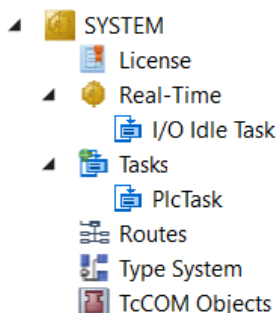 SYSTEM
License
Real-Time
I/O Idle Task
Tasks
PlcTask
Routes
Type System
TcCOM Objects